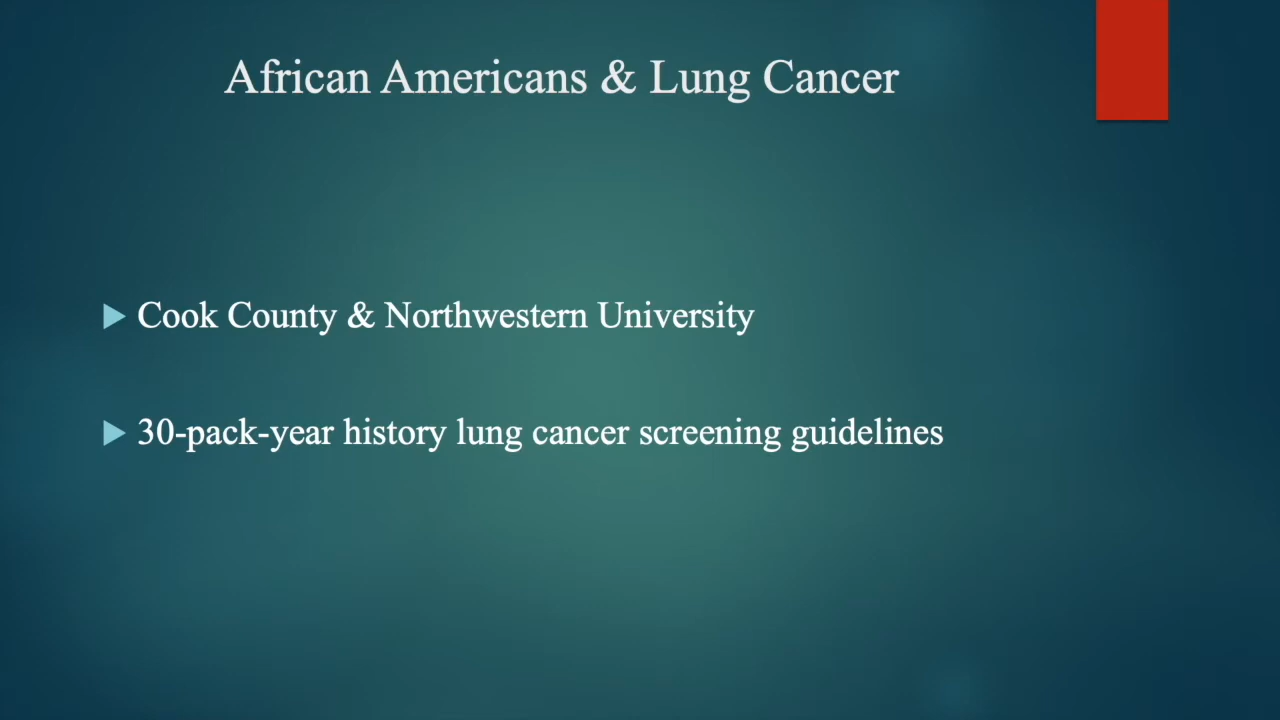 African Americans & Lung Cancer
Cook County & Northwestern University
30-pack-year history lung cancer screening guidelines